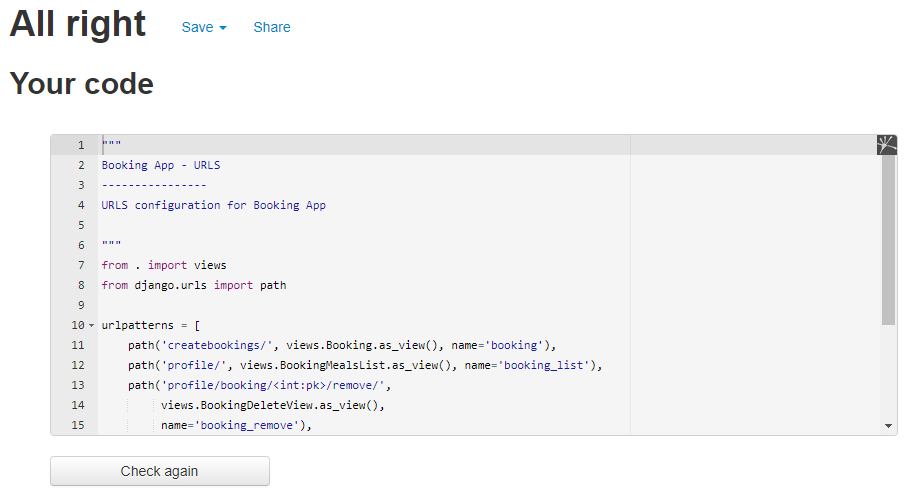 All right Save Share
Your code
1 """
2 Booking App - URLS
3 ----------------
4 URLS configuration for Booking App
5
6 """
7 from . import views
8 from django.urls import path
9
10 urlpatterns = [
11 path('createbookings/', views.Booking.as_view(), name='booking'),
12 path('profile/', views.BookingMealsList.as_view(), name='booking_list'),
13 path('profile/booking/<int:pk>/remove/',
14 views.BookingDeleteView.as_view(),
15 name='booking_remove'),
Check again